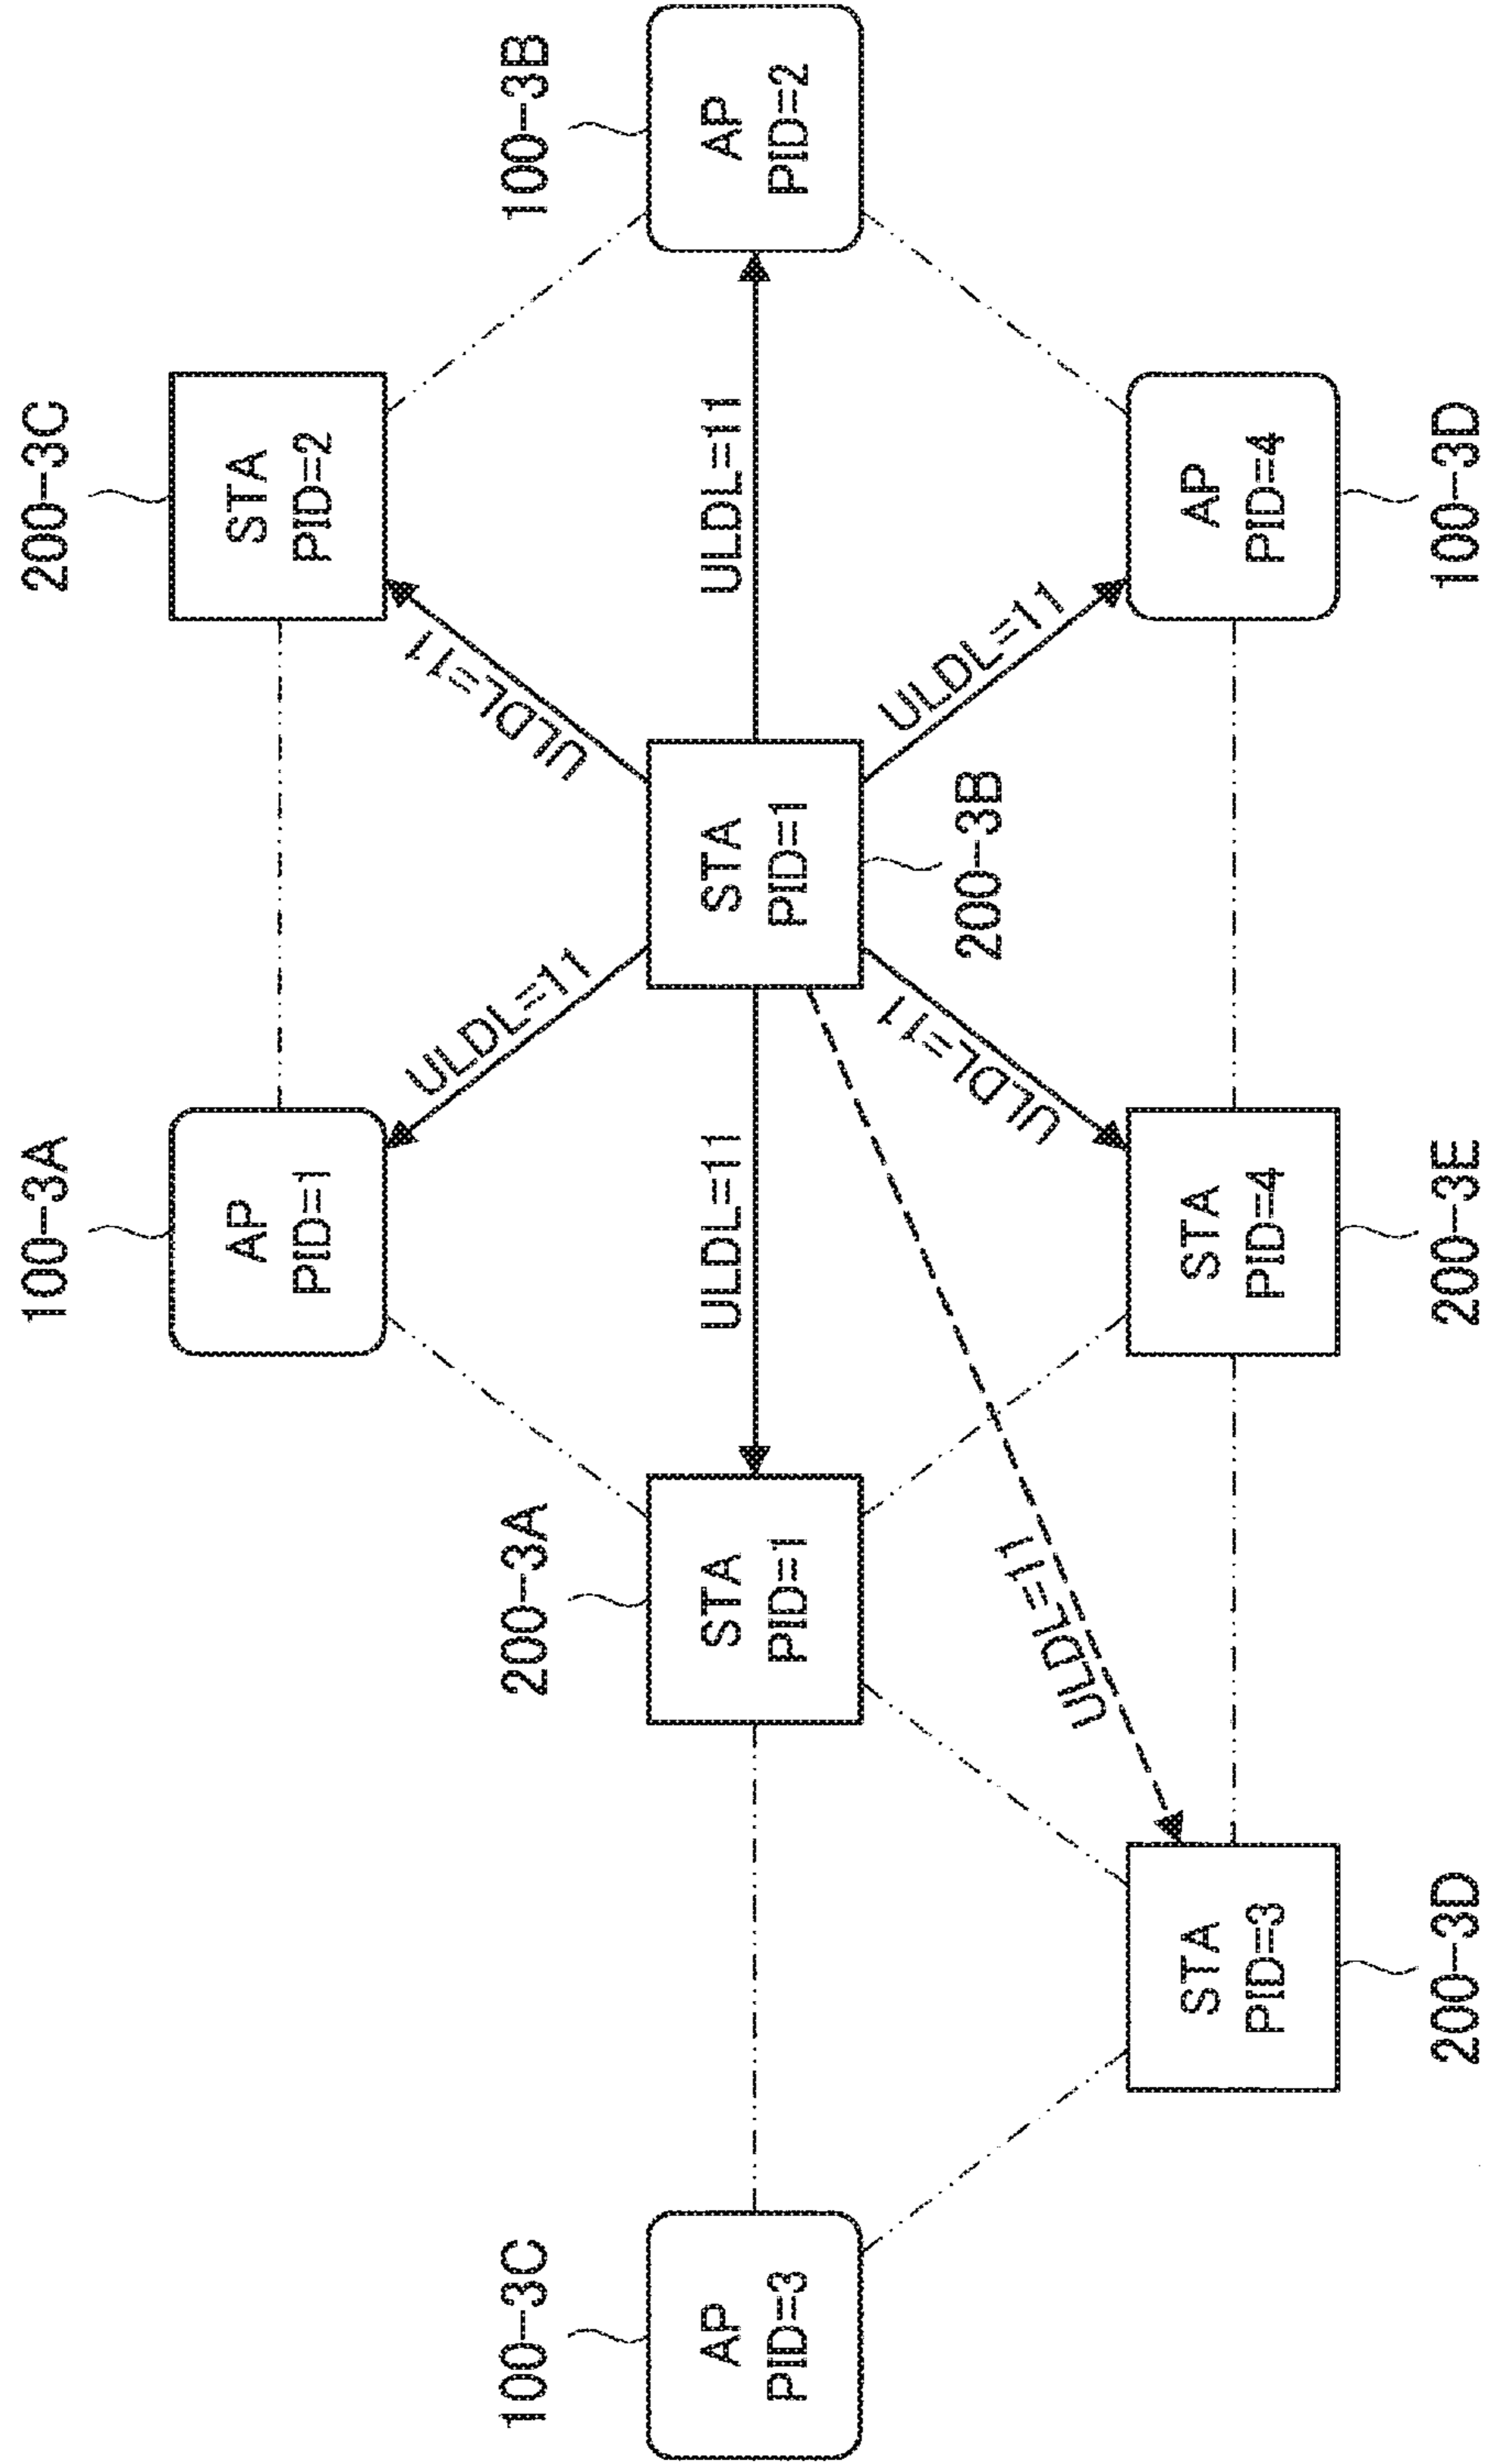 100-3A
200-3C
AP
PID=1
STA
PID=2
ULDL=11
ULDL=11
100-3C
200-3A
100-3B
AP
PID=3
STA
PID=1
ULDL=11
STA
PID=1
ULDL=11
AP
PID=2
200-3B
ULDL=11
ULDL=11
ULDL=11
STA
PID=3
STA
PID=4
AP
PID=4
200-3D
200-3E
100-3D